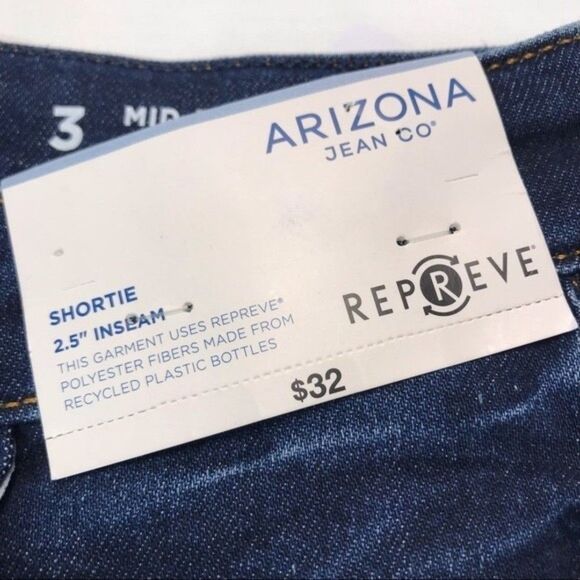 3 MID
ARIZONA
JEAN CO®
SHORTIE
2.5" INSEAM
THIS GARMENT USES REPREVE®
POLYESTER FIBERS MADE FROM
RECYCLED PLASTIC BOTTLES
REPREVE®
$32